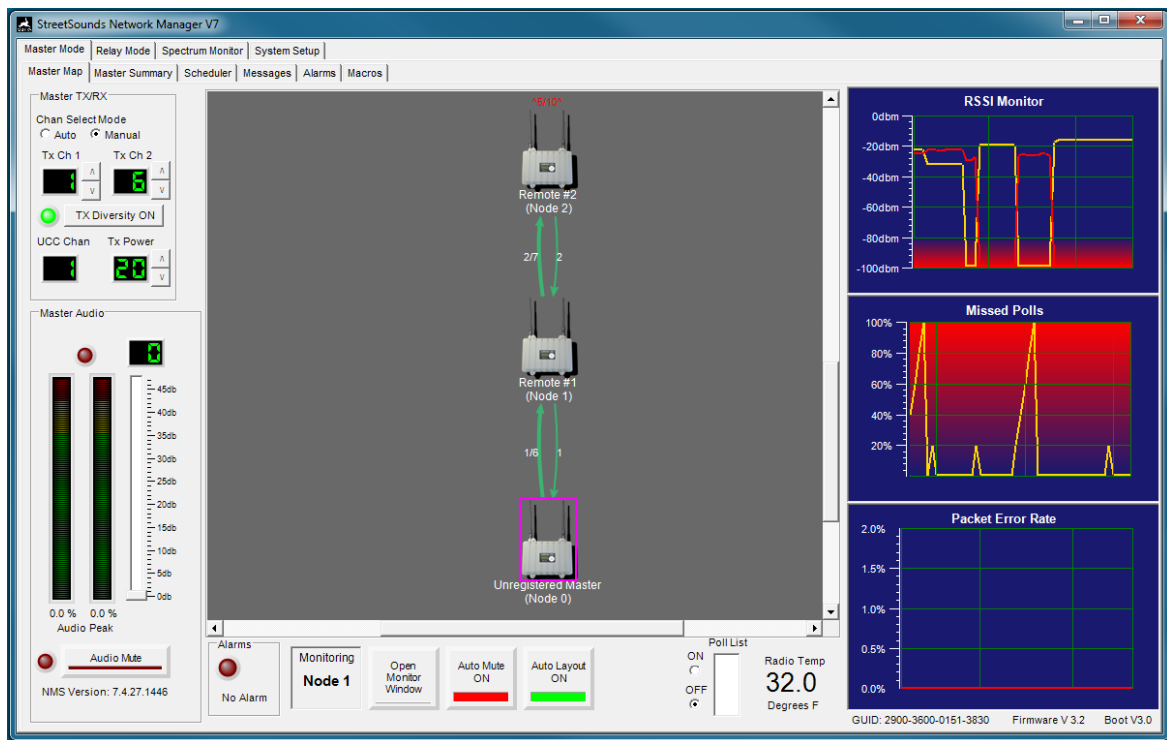 StreetSounds Network Manager V7
Master Mode Relay Mode Spectrum Monitor System Setup
Master Map Master Summary Scheduler Messages Alarms Macros
Master TX/RX
Chan Select Mode
Auto Manual
Tx Ch 1 Tx Ch 2
1 6
TX Diversity ON
UCC Chan Tx Power
1 20
Master Audio
0
45db
40db
35db
30db
25db
20db
15db
10db
5db
0db
0.0 % 0.0 %
Audio Peak
Audio Mute
NMS Version: 7.4.27.1446
^5/10^
Remote #2
(Node 2)
2/7 2
Remote #1
(Node 1)
1/6 1
Unregistered Master
(Node 0)
Alarms
No Alarm
Monitoring
Node 1
Open
Monitor
Window
Auto Mute
ON
Auto Layout
ON
Poll List
ON
OFF
Radio Temp
32.0
Degrees F
RSSI Monitor
0dbm
-20dbm
-40dbm
-60dbm
-80dbm
-100dbm
Missed Polls
100%
80%
60%
40%
20%
Packet Error Rate
2.0%
1.5%
1.0%
0.5%
0.0%
GUID: 2900-3600-0151-3830 Firmware V 3.2 Boot V3.0